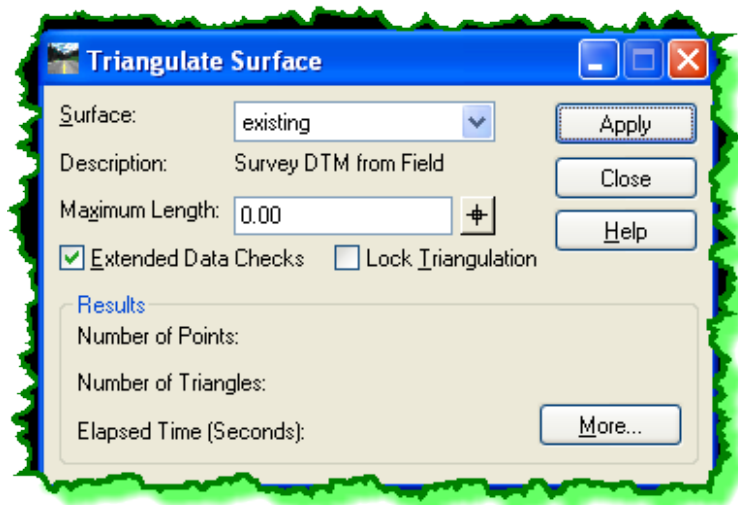 Triangulate Surface
Surface: existing Apply
Description: Survey DTM from Field Close
Maximum Length: 0.00 Help
Extended Data Checks Lock Triangulation
Results
Number of Points:
Number of Triangles:
Elapsed Time (Seconds): More...